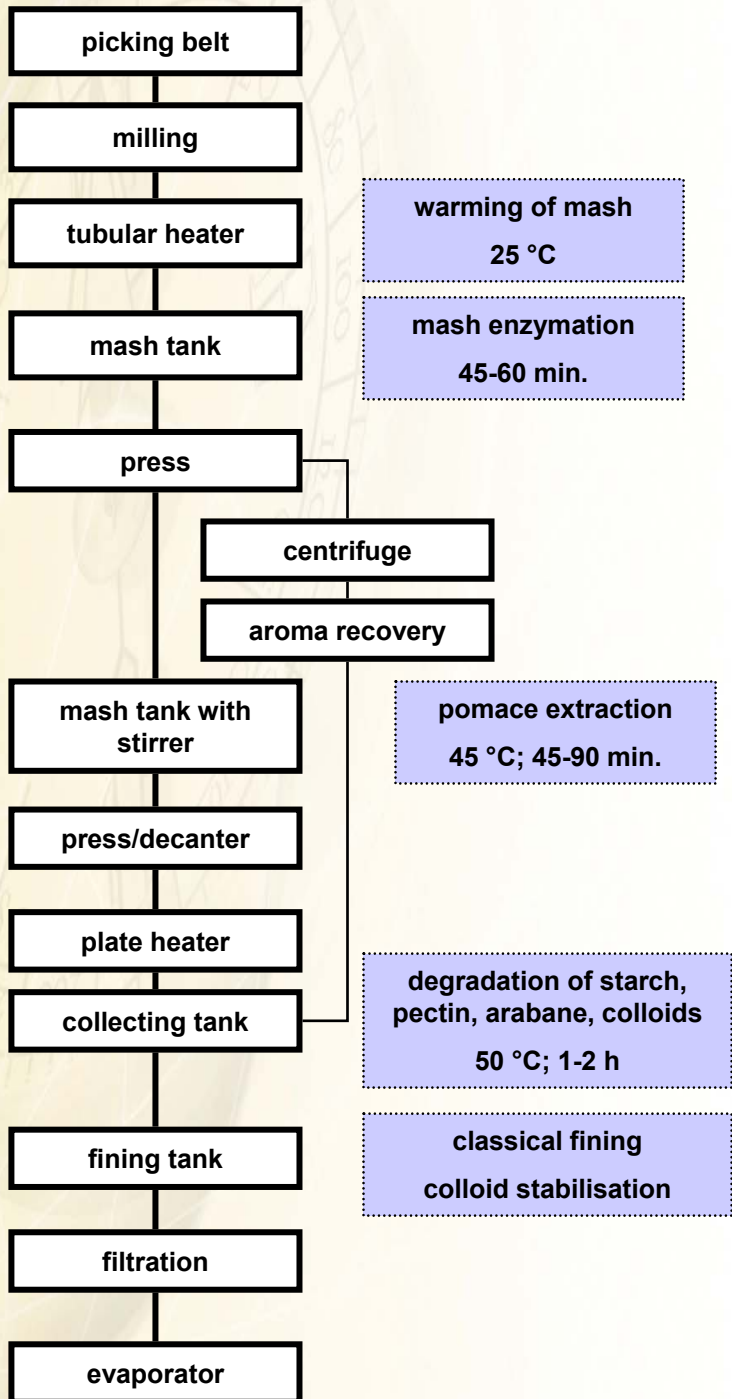 picking belt
milling
tubular heater
warming of mash
25 °C
mash tank
mash enzymation
45-60 min.
press
centrifuge
aroma recovery
mash tank with
stirrer
pomace extraction
45 °C; 45-90 min.
press/decanter
plate heater
collecting tank
degradation of starch,
pectin, arabane, colloids
50 °C; 1-2 h
fining tank
classical fining
colloid stabilisation
filtration
evaporator